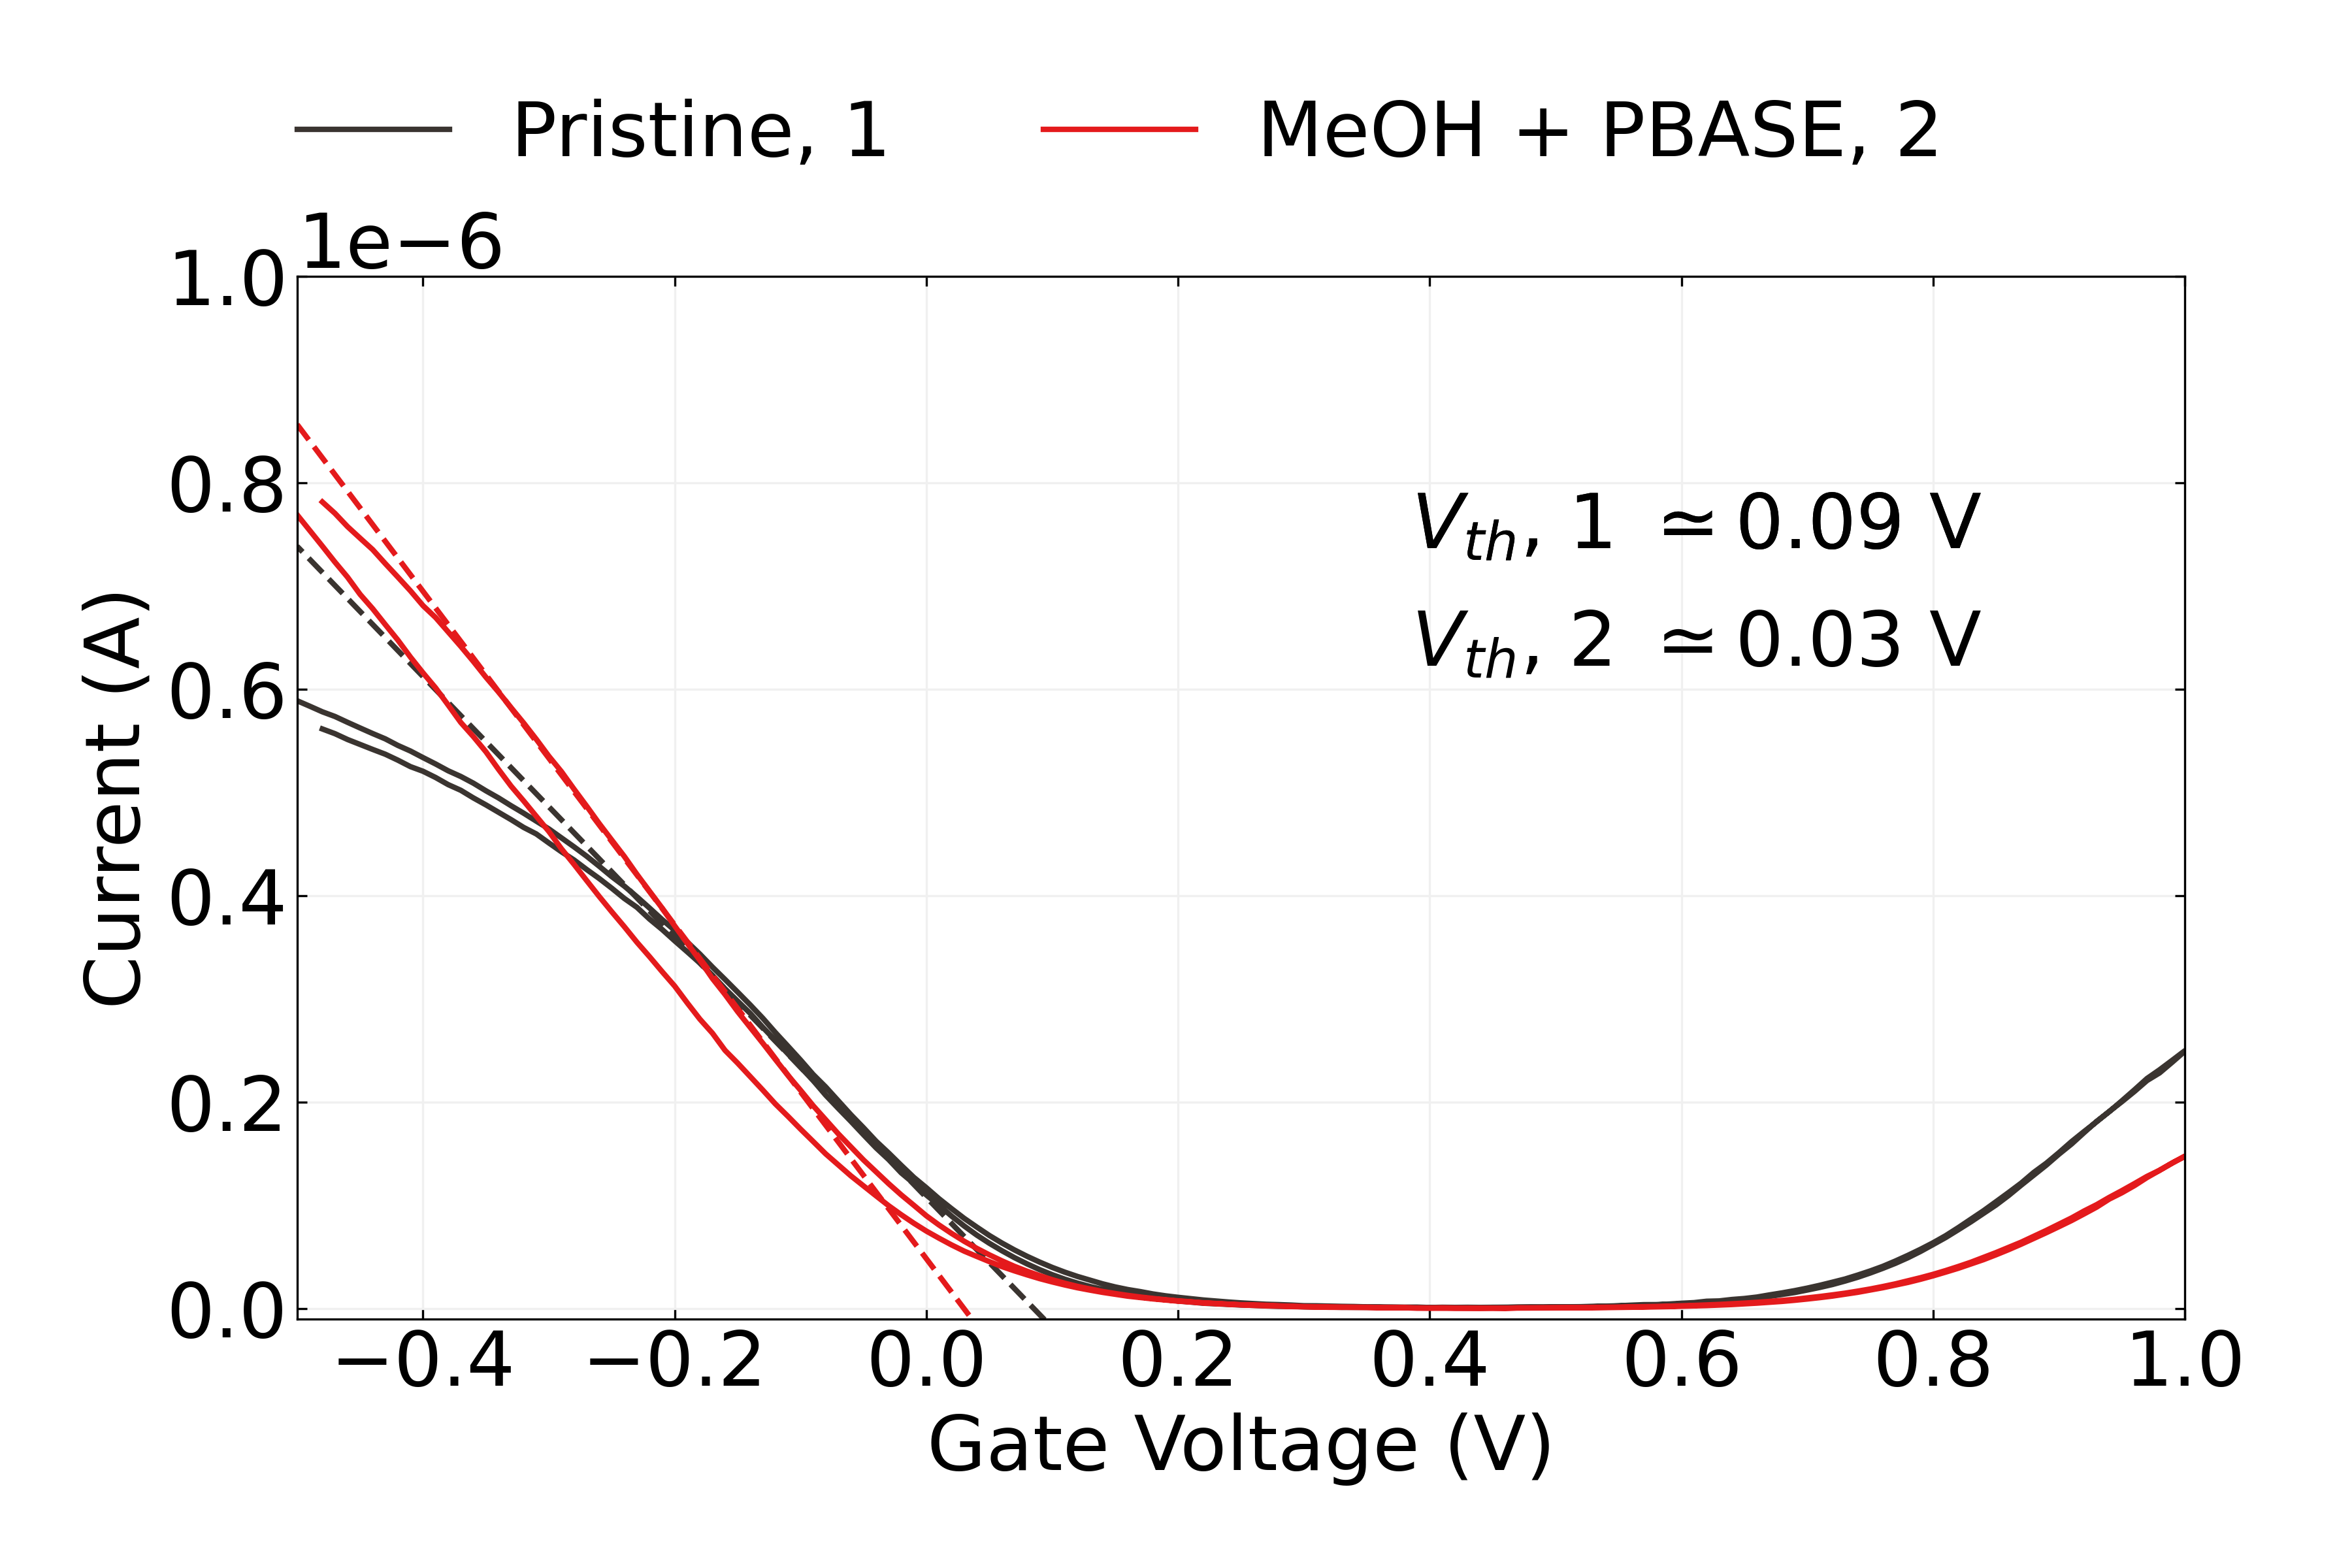 Pristine, 1
MeOH + PBASE, 2
1e−6
1.0
0.8
0.6
0.4
0.2
0.0
Current (A)
V_th, 1 ≃0.09 V
V_th, 2 ≃0.03 V
−0.4 −0.2 0.0 0.2 0.4 0.6 0.8 1.0
Gate Voltage (V)